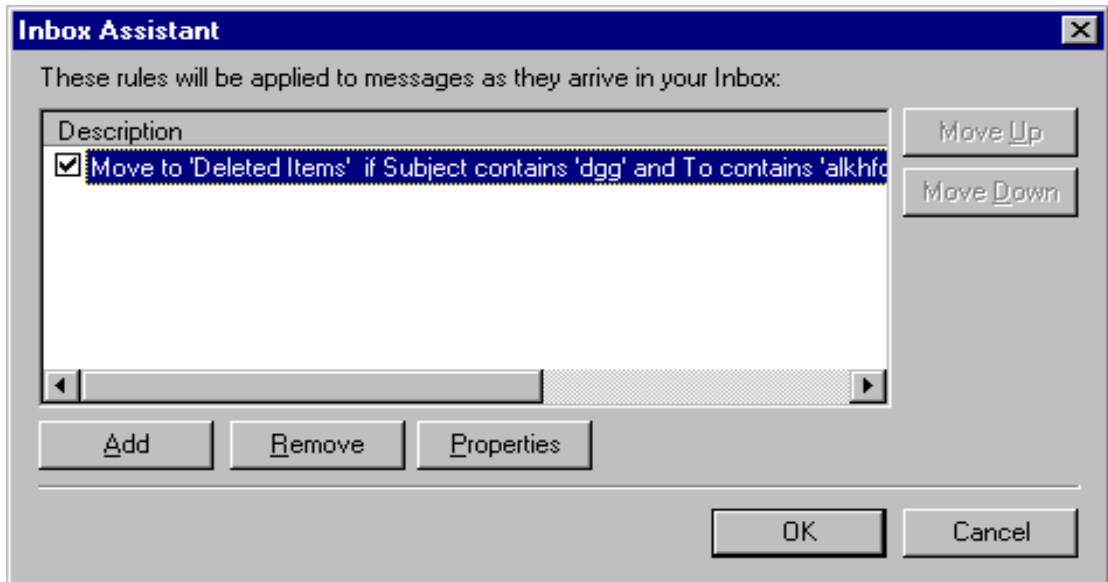 Inbox Assistant
These rules will be applied to messages as they arrive in your Inbox:
Description
Move to 'Deleted Items' if Subject contains 'dgg' and To contains
Move Up
Move Down
Add Remove Properties
OK Cancel